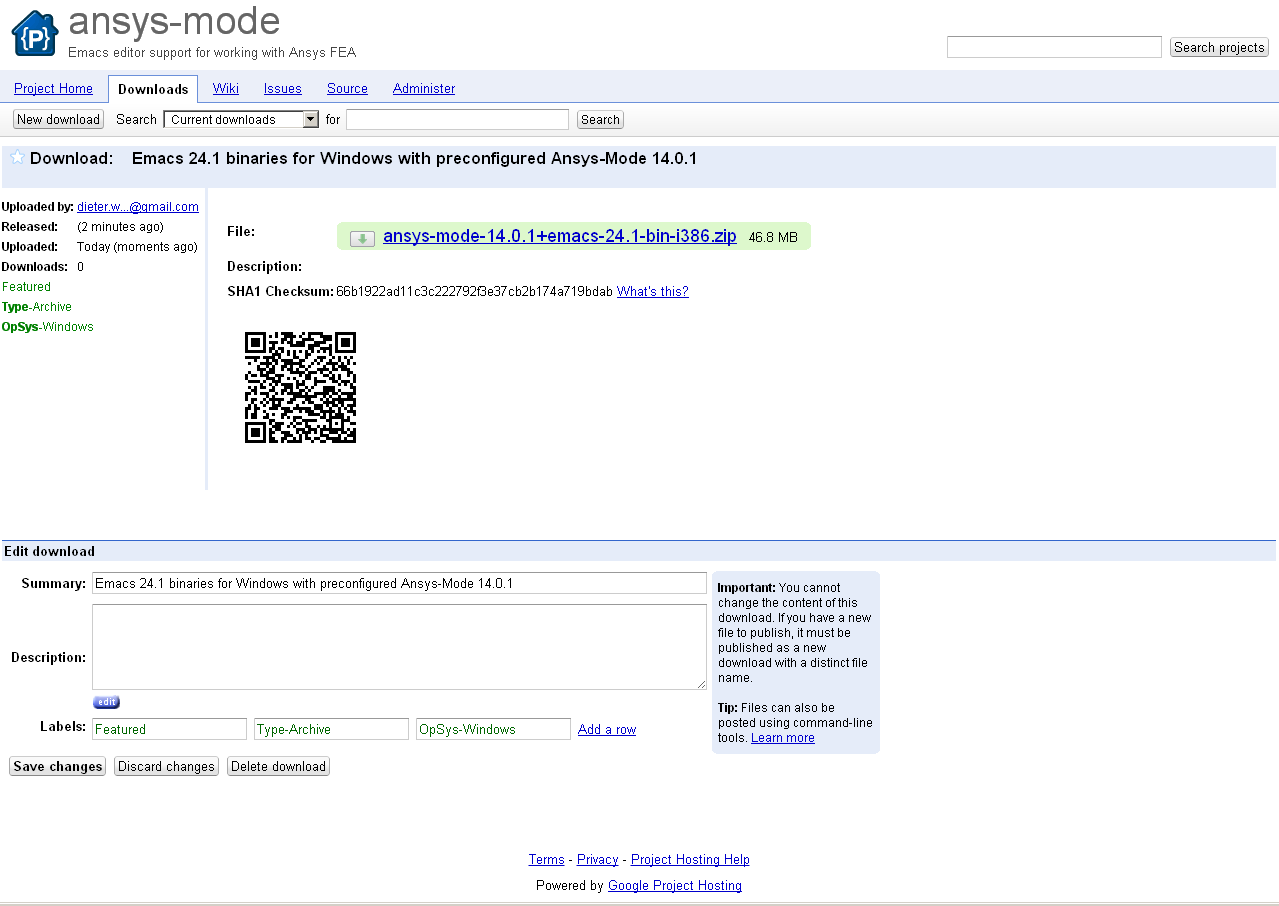 ansys-mode
Emacs editor support for working with Ansys FEA
Search projects
Project Home Downloads Wiki Issues Source Administer
New download Search Current downloads for Search
Download: Emacs 24.1 binaries for Windows with preconfigured Ansys-Mode 14.0.1
Uploaded by: dieter.w...@gmail.com
Released: (2 minutes ago)
Uploaded: Today (moments ago)
Downloads: 0
Featured
Type-Archive
OpSys-Windows
File: ansys-mode-14.0.1+emacs-24.1-bin-i386.zip 46.8 MB
Description:
SHA1 Checksum: 66b1922ad11c3c222792f3e37cb2b174a719bdab What's this?
Edit download
Summary: Emacs 24.1 binaries for Windows with preconfigured Ansys-Mode 14.0.1
Description:
edit
Labels: Featured Type-Archive OpSys-Windows Add a row
Save changes Discard changes Delete download
Important: You cannot
change the content of this
download. If you have a new
file to publish, it must be
published as a new
download with a distinct file
name.
Tip: Files can also be
posted using command-line
tools. Learn more
Terms - Privacy - Project Hosting Help
Powered by Google Project Hosting